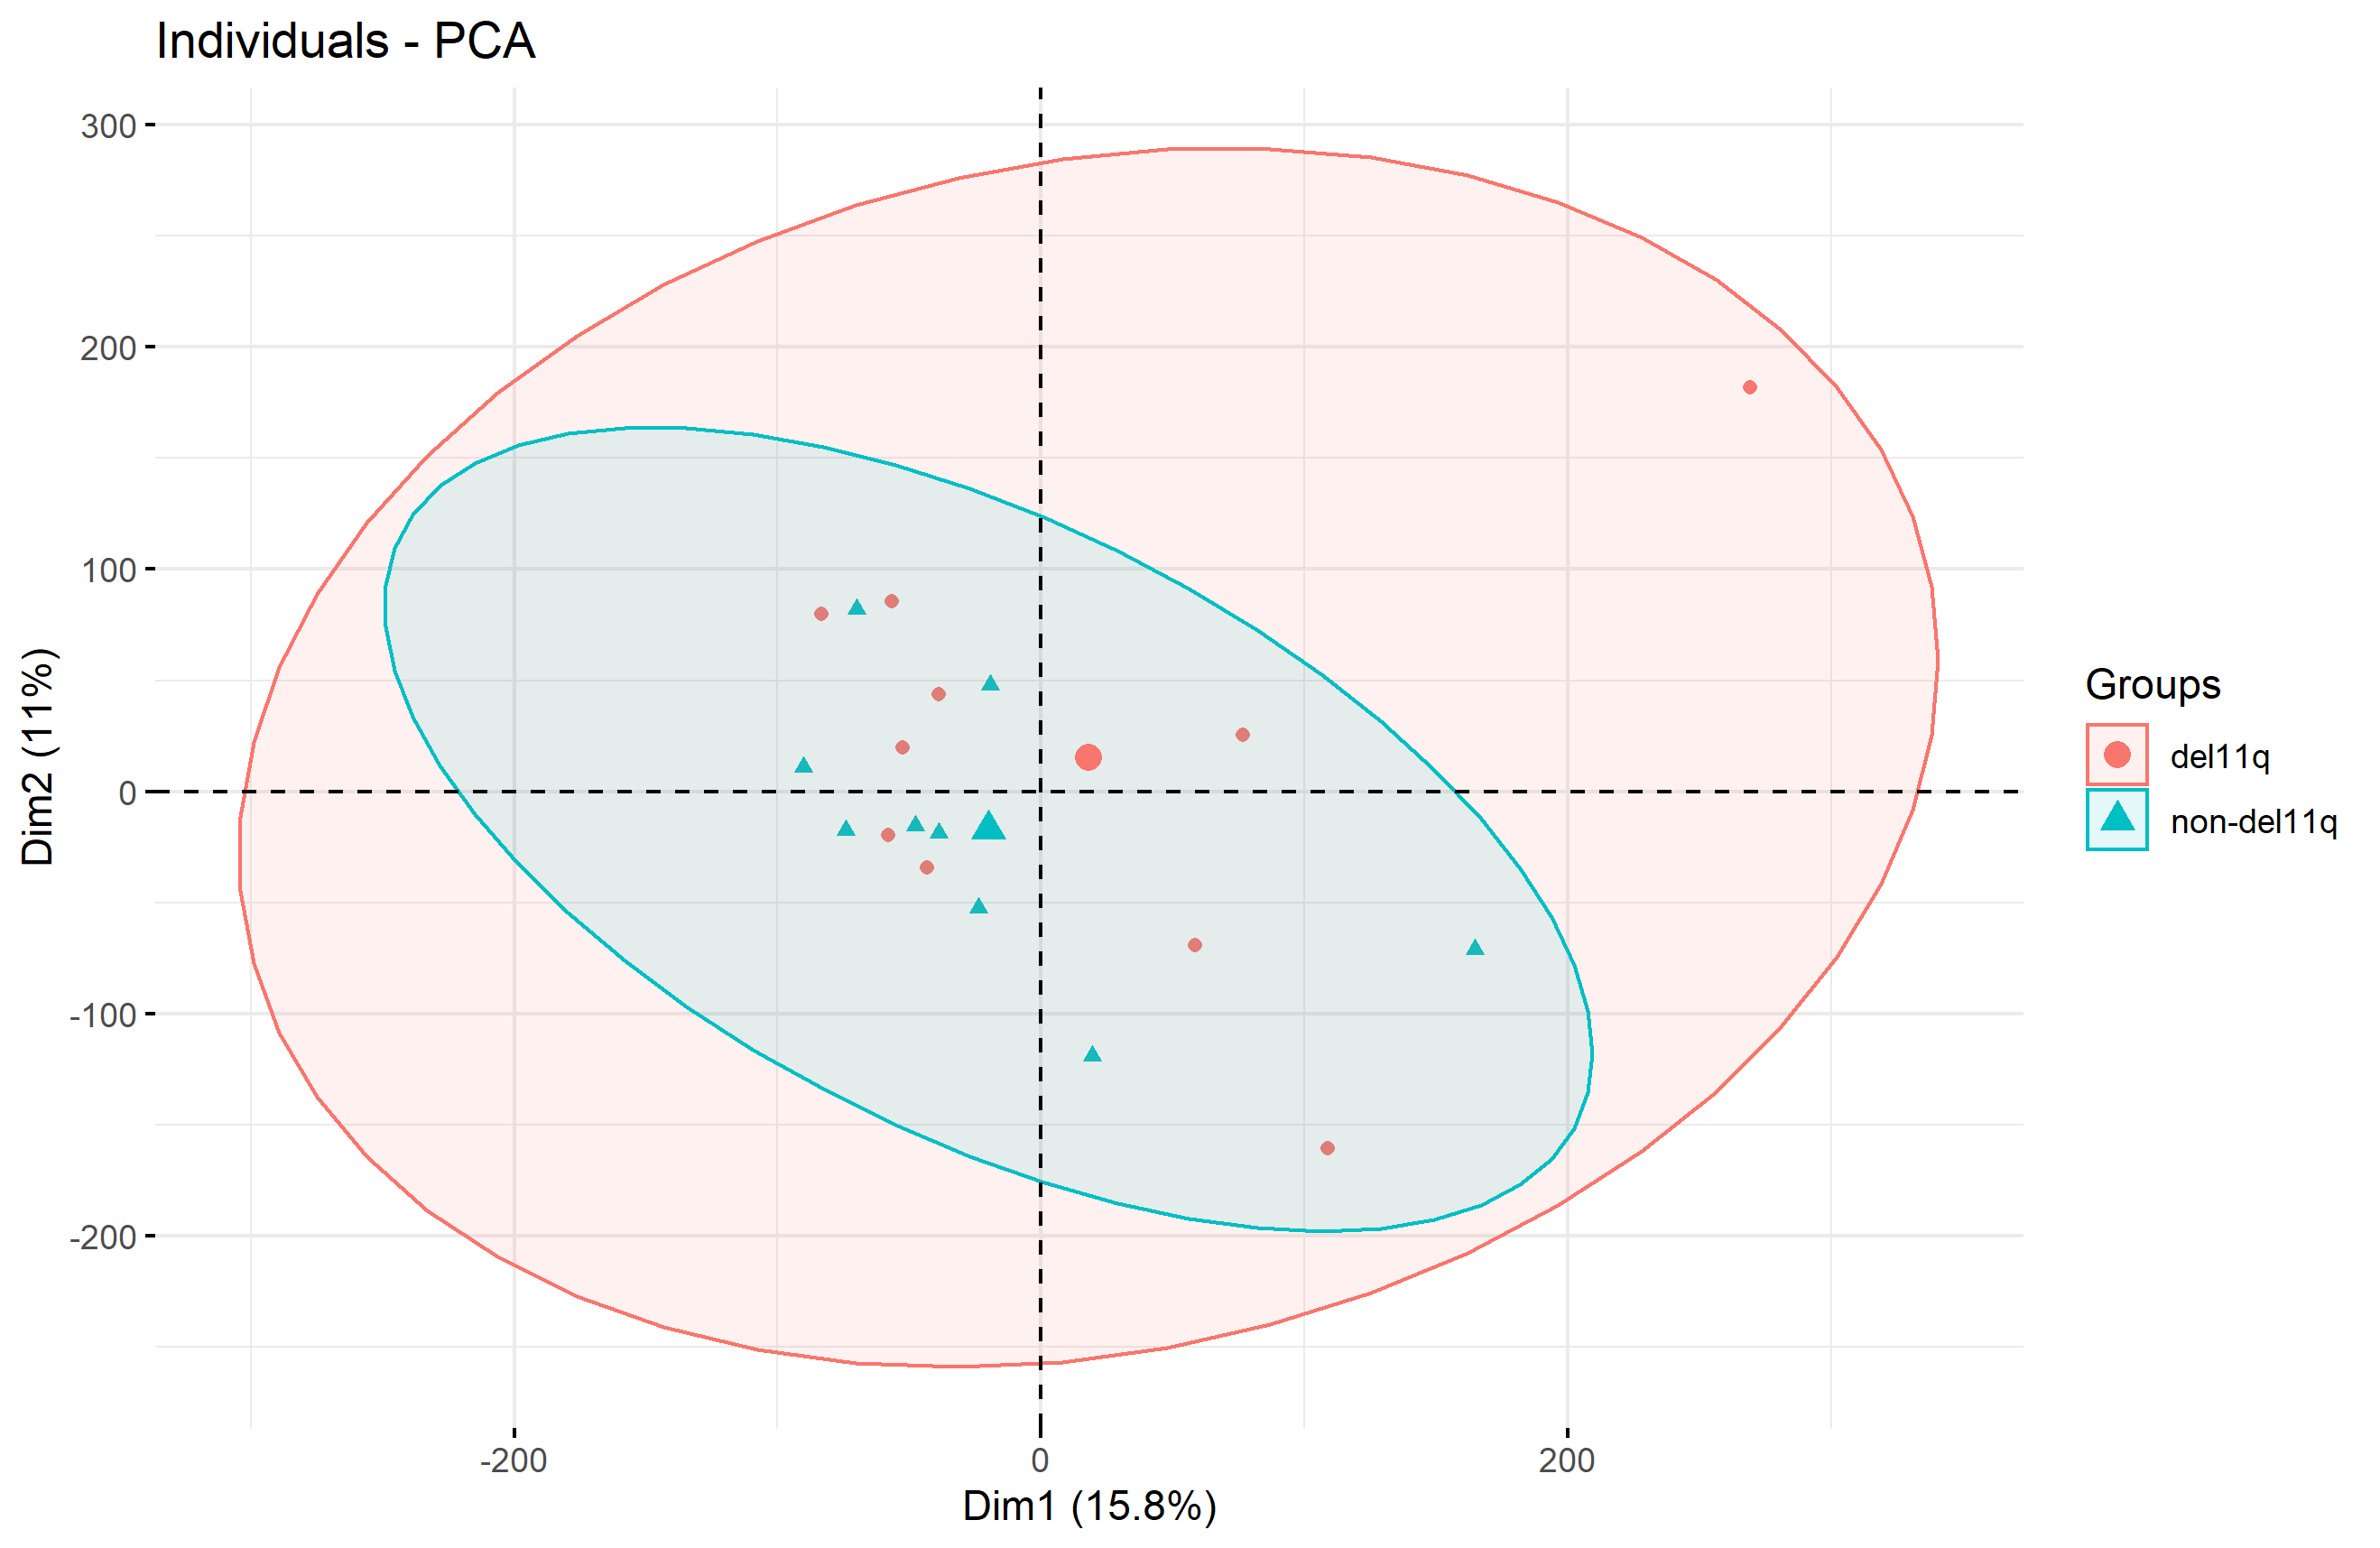 Individuals - PCA
300
200
100
0
-100
-200
Dim2 (11%)
-200
0
200
Dim1 (15.8%)
Groups
del11q
non-del11q